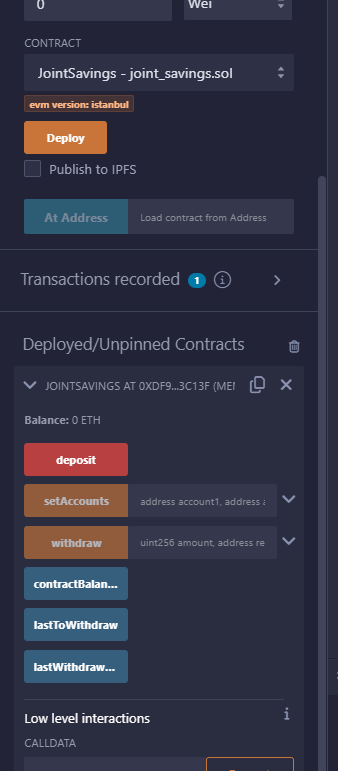 0
Wei
CONTRACT
JointSavings - joint_savings.sol
evm version: istanbul
Deploy
Publish to IPFS
At Address
Load contract from Address
Transactions recorded 1 i
Deployed/Unpinned Contracts
JOINTSAVINGS AT 0XDF9...3C13F (MEM
Balance: 0 ETH
deposit
setAccounts
address account1, address a
withdraw
uint256 amount, address re
contractBalan...
lastToWithdraw
lastWithdraw...
Low level interactions
i
CALLDATA